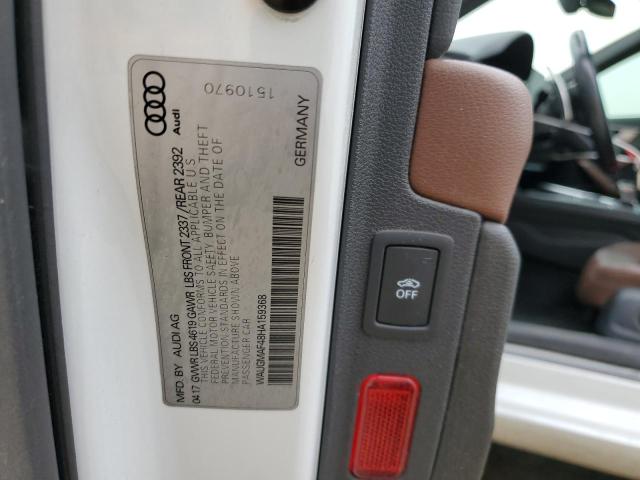 Audi
MFD. BY AUDI AG
04 17 GVWR LBS 4619 GAWR LBS FRONT 2337 / REAR 2392
THIS VEHICLE CONFORMS TO ALL APPLICABLE U S
FEDERAL MOTOR VEHICLE SAFETY, BUMPER AND THEFT
PREVENTION STANDARDS IN EFFECT ON THE DATE OF
MANUFACTURE SHOWN ABOVE
PASSENGER CAR
WAUGMAF48HA159368
GERMANY
1510970
OFF